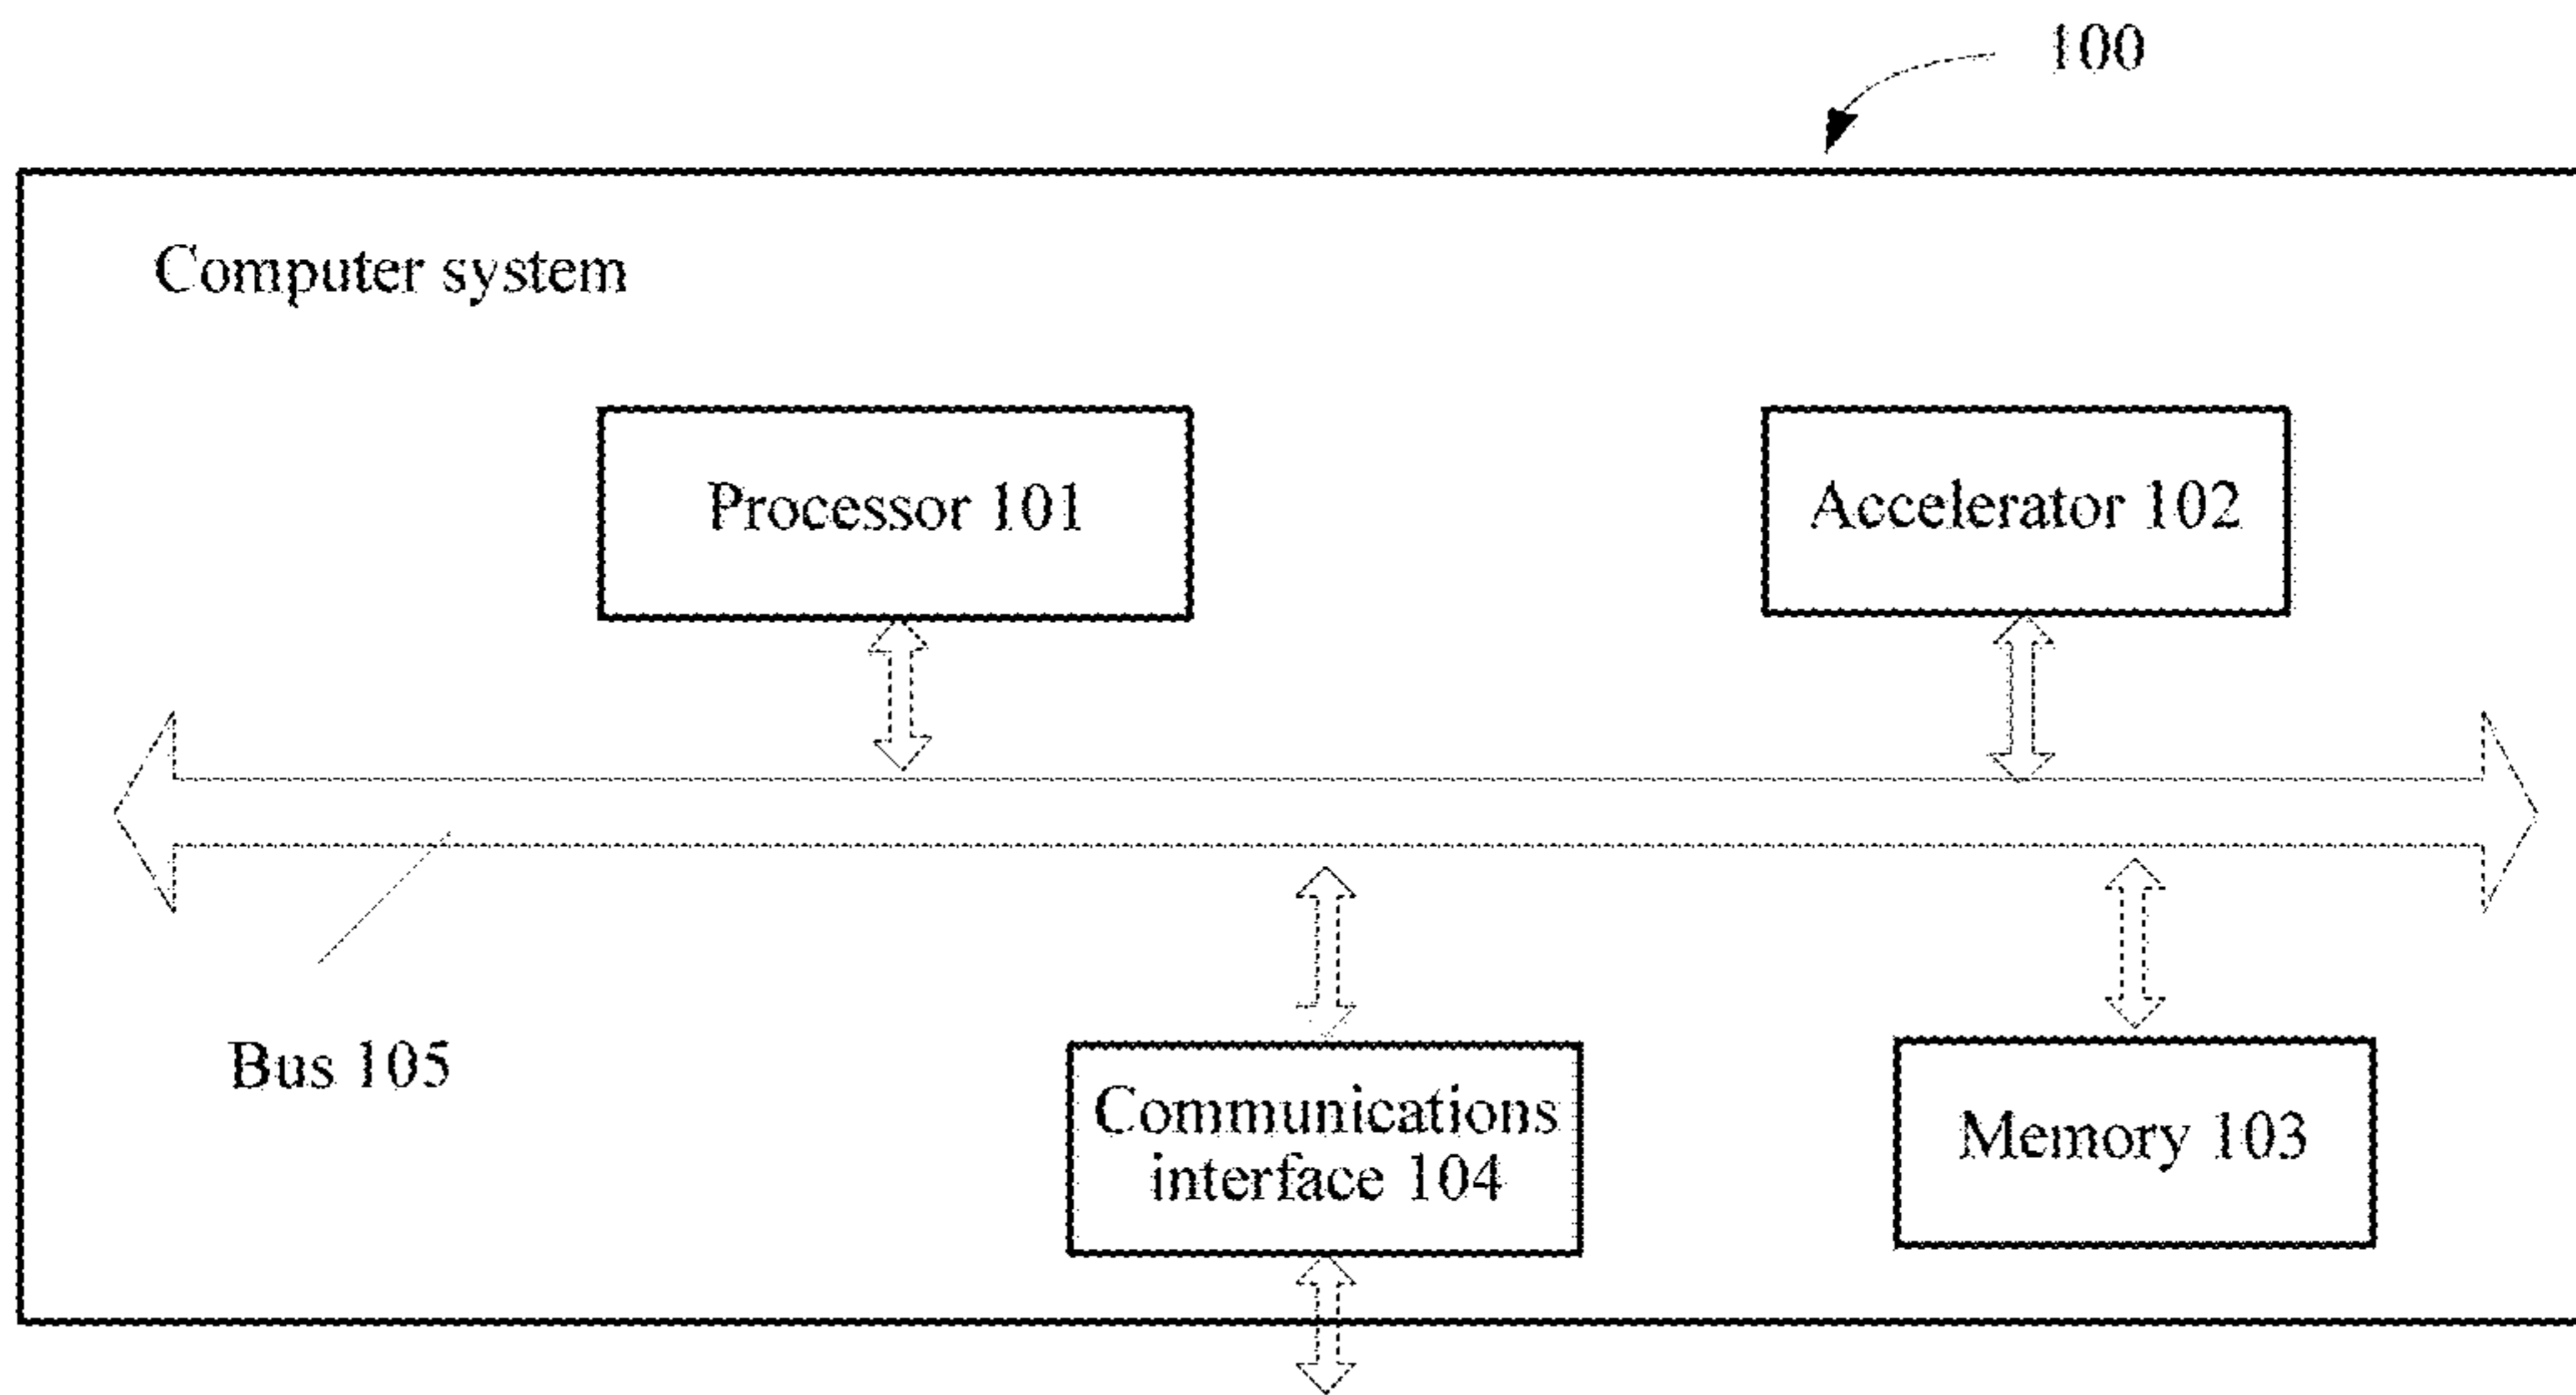 100
Computer system
Processor 101
Accelerator 102
Bus 105
Communications
interface 104
Memory 103